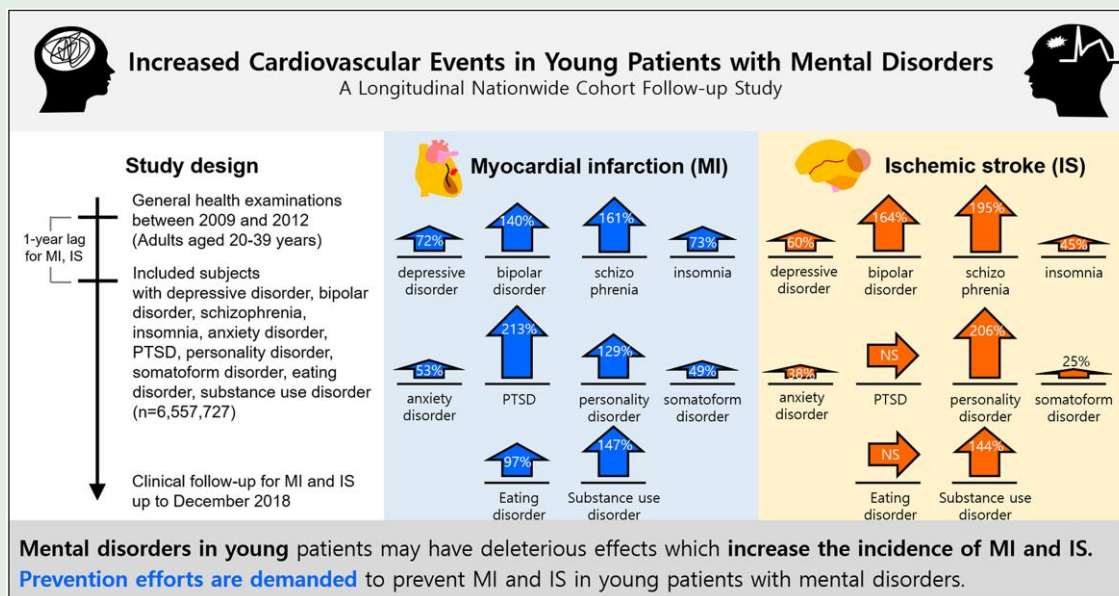 Increased Cardiovascular Events in Young Patients with Mental Disorders
A Longitudinal Nationwide Cohort Follow-up Study
Study design
1-year lag
for MI, IS
General health examinations
between 2009 and 2012
(Adults aged 20-39 years)
Included subjects
with depressive disorder, bipolar
disorder, schizophrenia,
insomnia, anxiety disorder,
PTSD, personality disorder,
somatoform disorder, eating
disorder, substance use disorder
(n=6,557,727)
Clinical follow-up for MI and IS
up to December 2018
Myocardial infarction (MI)
72% 140% 161% 73%
depressive bipolar schizo insomnia
disorder disorder phrenia
53% 213% 129% 49%
anxiety PTSD personality somatoform
disorder disorder disorder
97% 147%
Eating Substance use
disorder disorder
Ischemic stroke (IS)
60% 164% 195% 45%
depressive bipolar schizo insomnia
disorder disorder phrenia
38% NS 206% 25%
anxiety PTSD personality somatoform
disorder disorder disorder
NS 144%
Eating Substance use
disorder disorder
Mental disorders in young patients may have deleterious effects which increase the incidence of MI and IS.
Prevention efforts are demanded to prevent MI and IS in young patients with mental disorders.